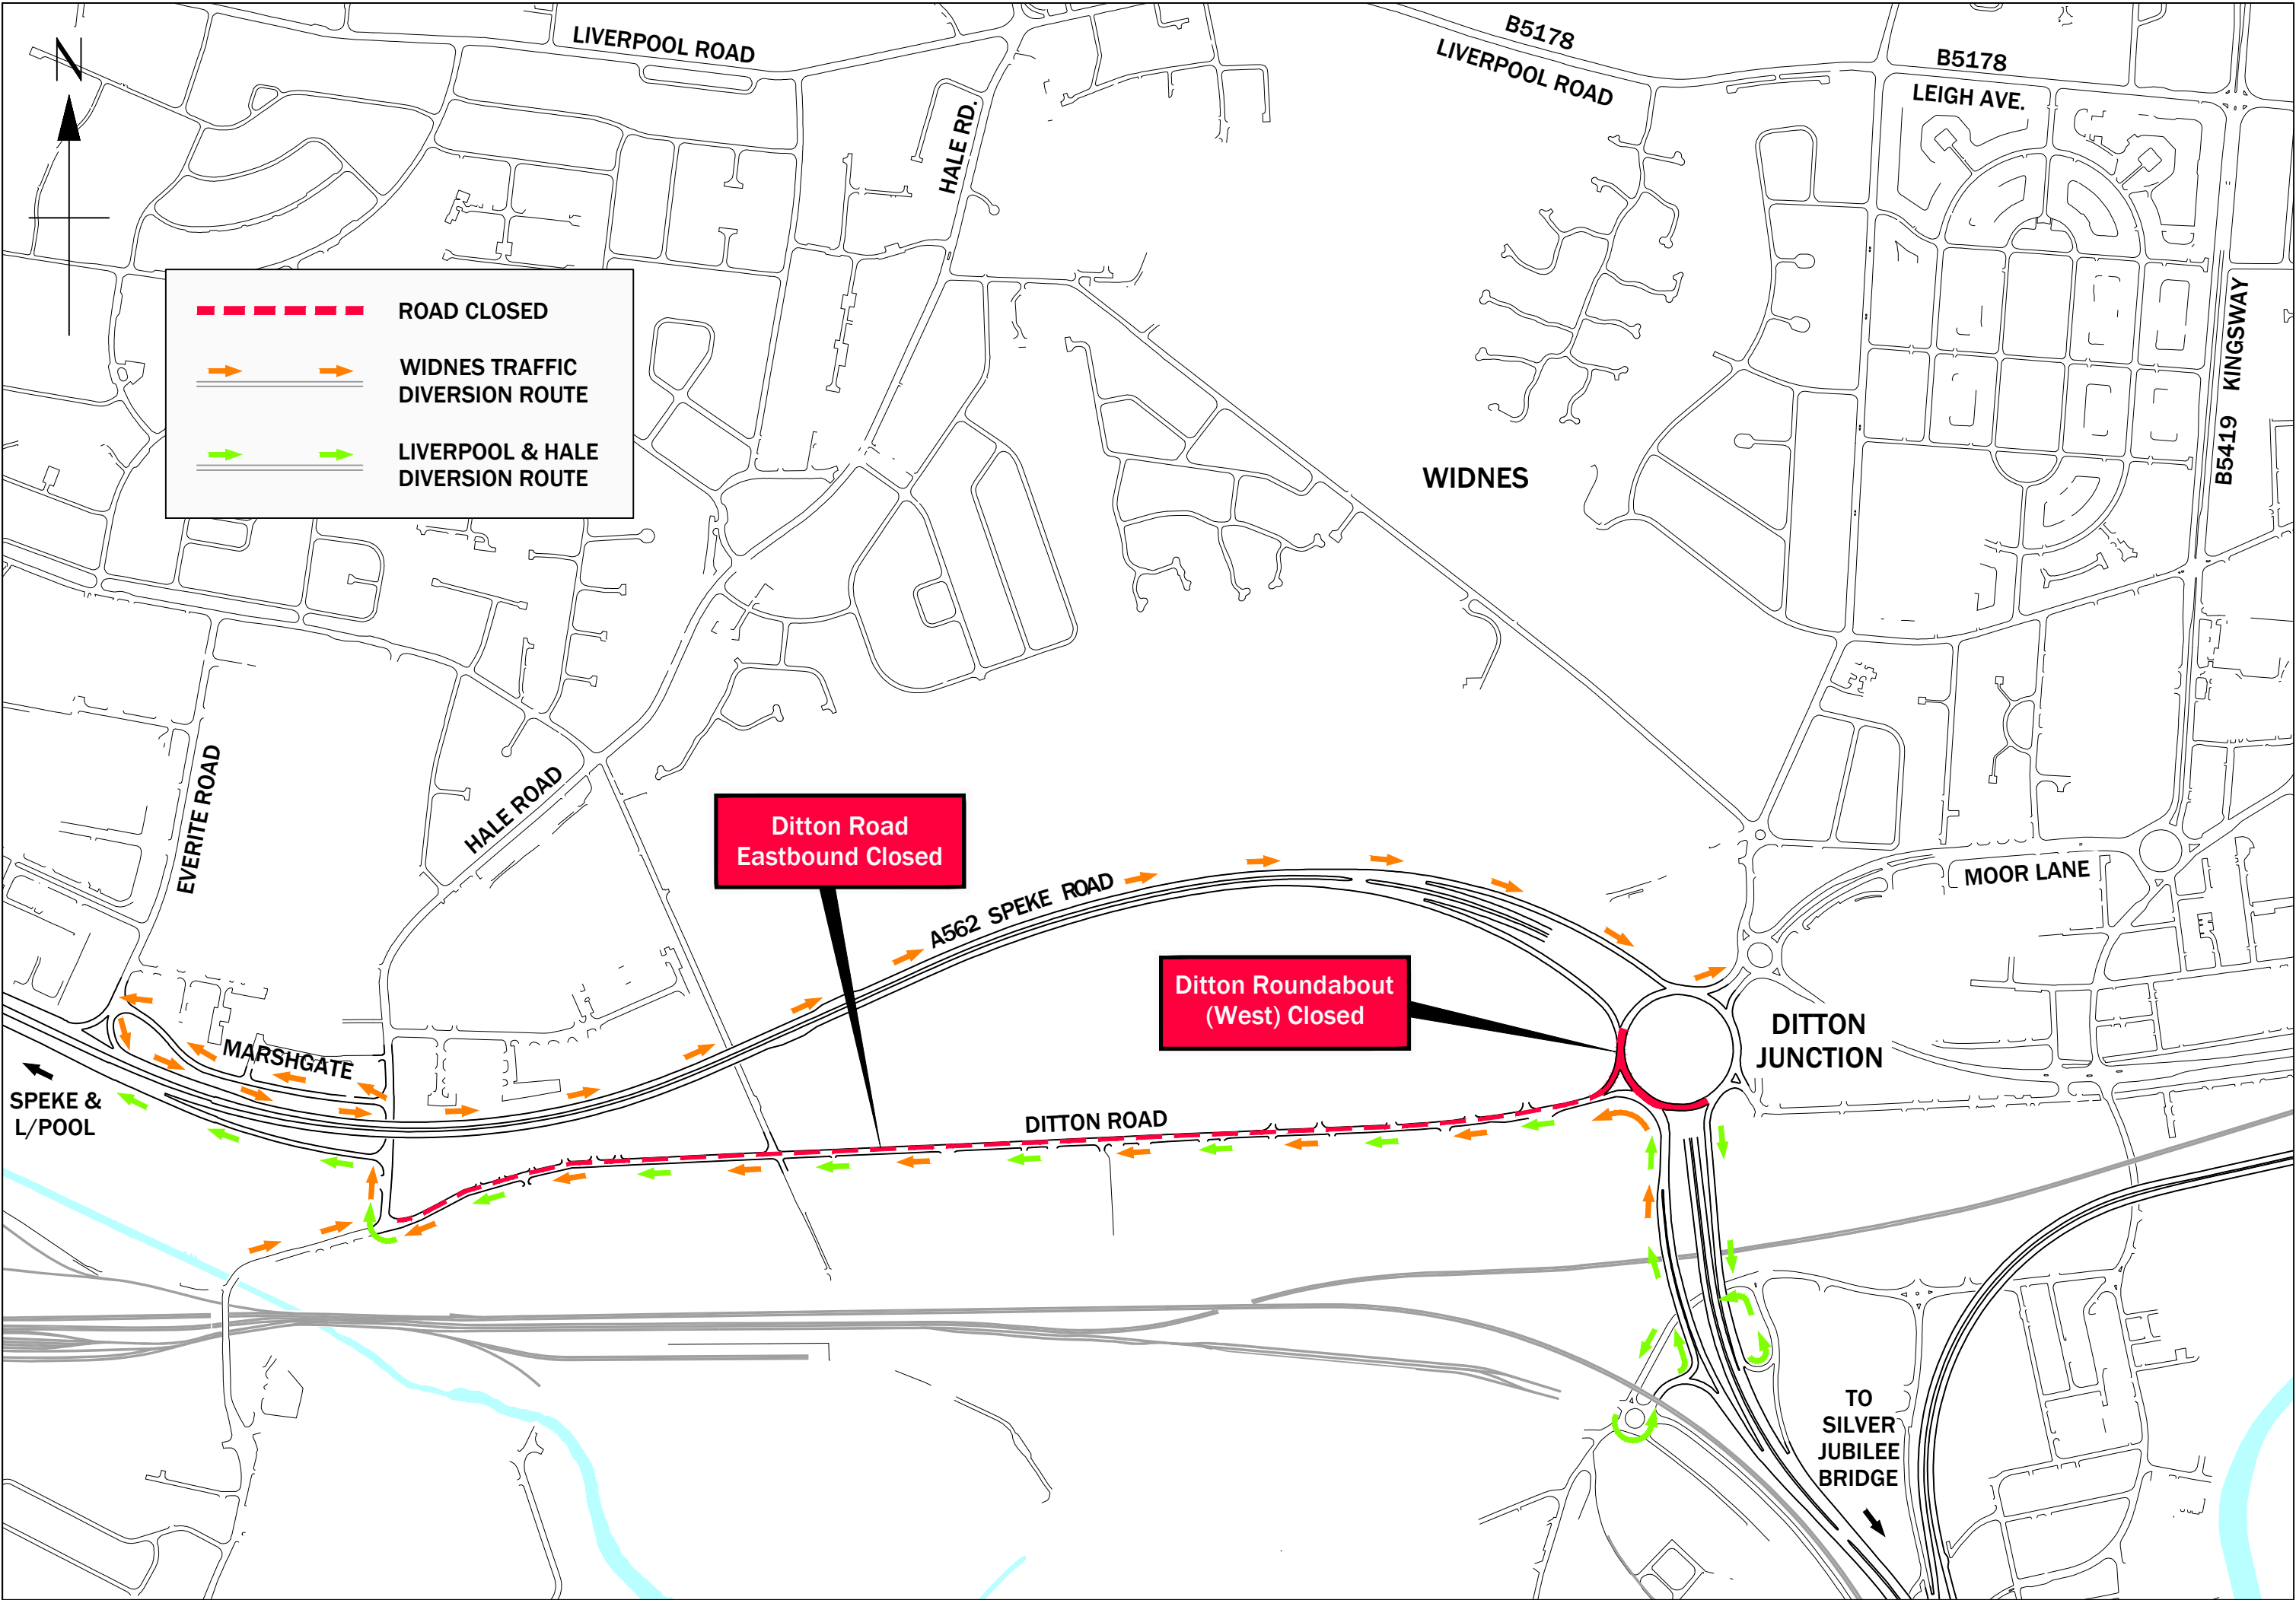 N
LIVERPOOL ROAD
HALE RD.
B5178
LIVERPOOL ROAD
B5178
LEIGH AVE.
ROAD CLOSED
WIDNES TRAFFIC
DIVERSION ROUTE
LIVERPOOL & HALE
DIVERSION ROUTE
WIDNES
B5419 KINGSWAY
EVERITE ROAD
HALE ROAD
Ditton Road
Eastbound Closed
A562 SPEKE ROAD
MOOR LANE
Ditton Roundabout
(West) Closed
DITTON
JUNCTION
MARSHGATE
SPEKE &
L/POOL
DITTON ROAD
TO
SILVER
JUBILEE
BRIDGE